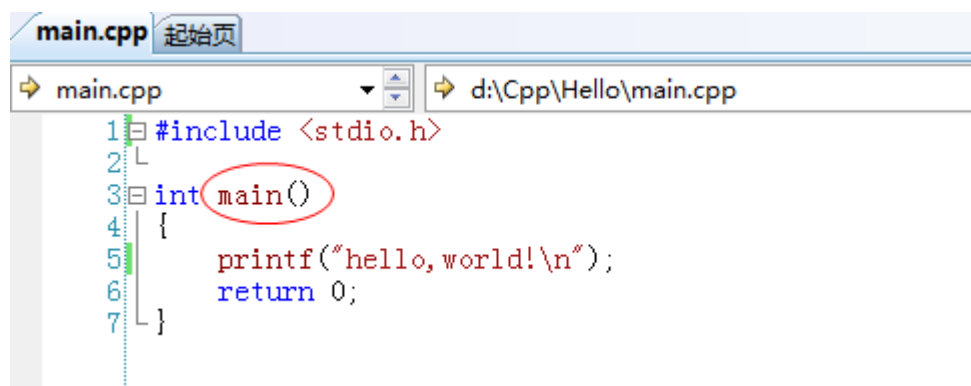 main.cpp 起始页
main.cpp d:\Cpp\Hello\main.cpp
1 #include <stdio.h>
2
3 int main()
4 {
5 printf("hello,world!\n");
6 return 0;
7 }